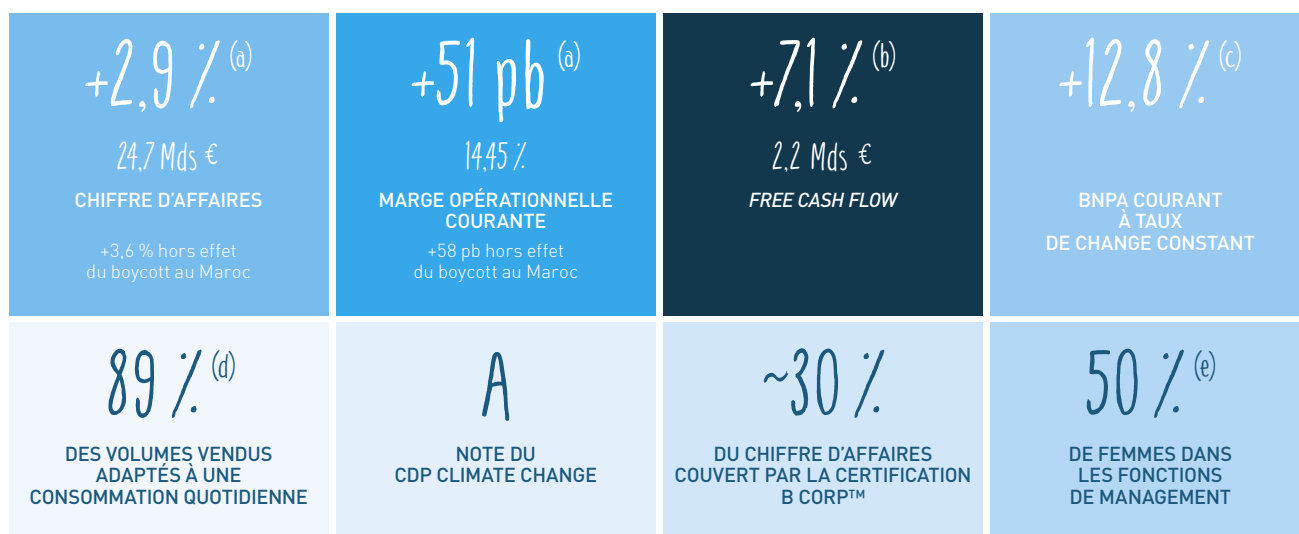 +2,9 % (a)
24,7 Mds €
CHIFFRE D'AFFAIRES
+3,6 % hors effet
du boycott au Maroc
+51 pb (a)
14,45 %
MARGE OPÉRATIONNELLE
COURANTE
+58 pb hors effet
du boycott au Maroc
+7,1 % (b)
2,2 Mds €
FREE CASH FLOW
+12,8 % (c)
BNPA COURANT
À TAUX
DE CHANGE CONSTANT
89 % (d)
DES VOLUMES VENDUS
ADAPTÉS À UNE
CONSOMMATION QUOTIDIENNE
A
NOTE DU
CDP CLIMATE CHANGE
~30 %
DU CHIFFRE D'AFFAIRES
COUVERT PAR LA CERTIFICATION
B CORP™
50 % (e)
DE FEMMES DANS
LES FONCTIONS
DE MANAGEMENT